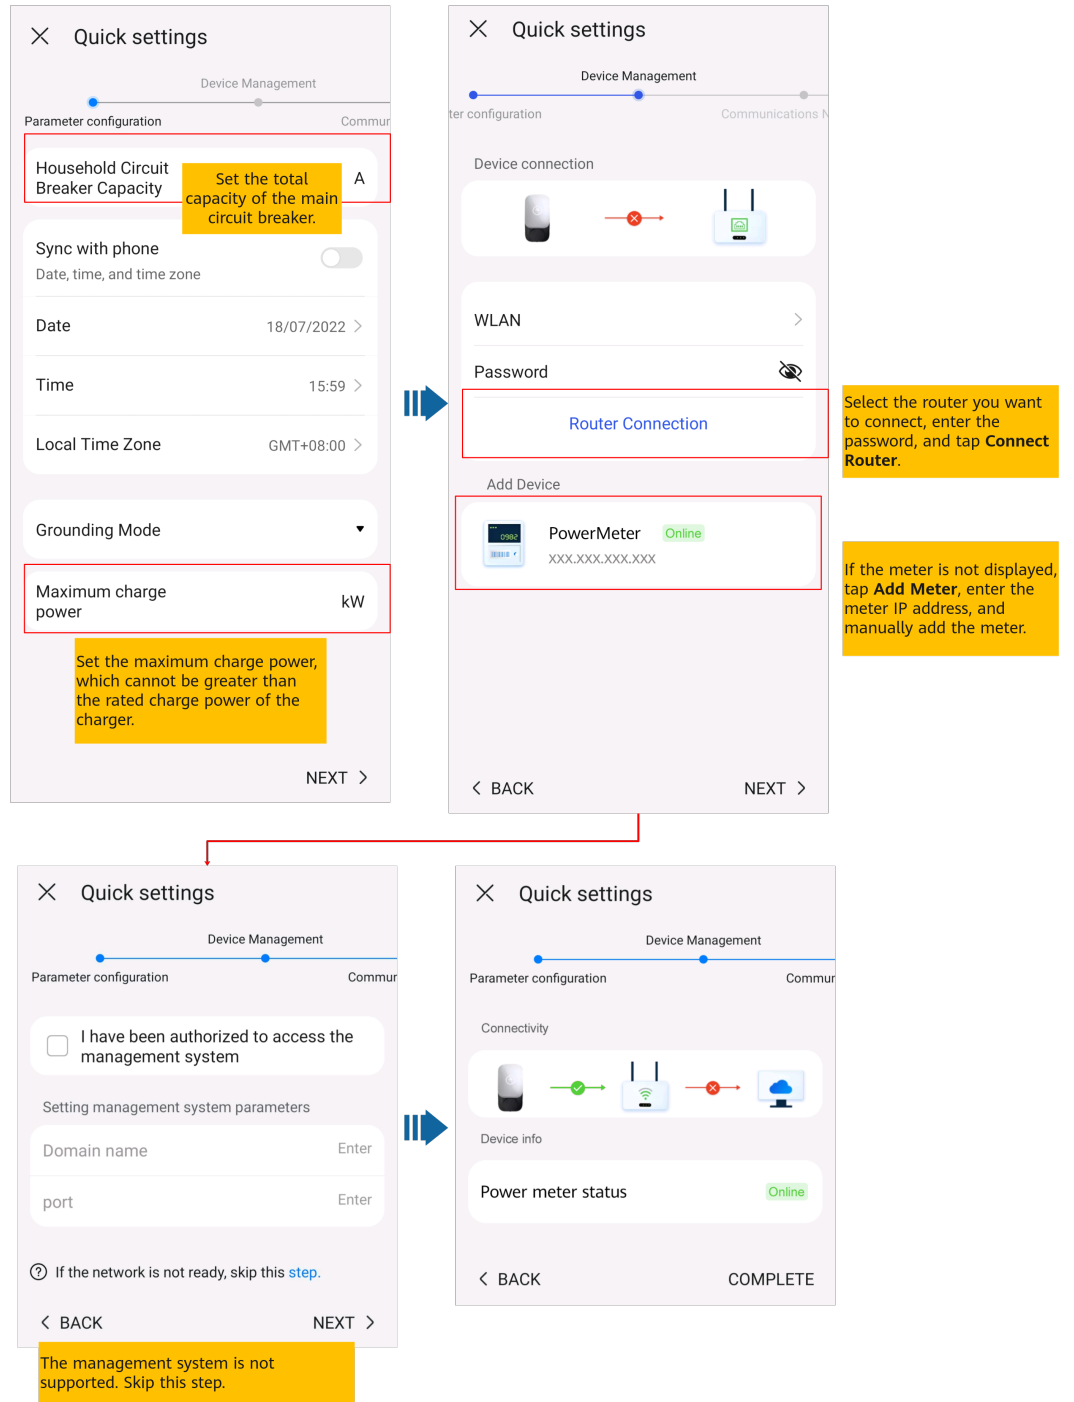 Quick settings
Device Management
Parameter configuration
Commun
Household Circuit
Breaker Capacity
A
Set the total
capacity of the main
circuit breaker.
Sync with phone
Date, time, and time zone
Date
18/07/2022
Time
15:59
Local Time Zone
GMT+08:00
Grounding Mode
Maximum charge
power
kW
Set the maximum charge power,
which cannot be greater than
the rated charge power of the
charger.
NEXT
Quick settings
Device Management
ter configuration
Communications N
Device connection
WLAN
Password
Router Connection
Select the router you want
to connect, enter the
password, and tap Connect
Router.
Add Device
PowerMeter
Online
XXX.XXX.XXX.XXX
0982
If the meter is not displayed,
tap Add Meter, enter the
meter IP address, and
manually add the meter.
BACK
NEXT
Quick settings
Device Management
Parameter configuration
Commun
I have been authorized to access the
management system
Setting management system parameters
Domain name
Enter
port
Enter
If the network is not ready, skip this step.
BACK
NEXT
The management system is not
supported. Skip this step.
Quick settings
Device Management
Parameter configuration
Commun
Connectivity
Device info
Power meter status
Online
BACK
COMPLETE